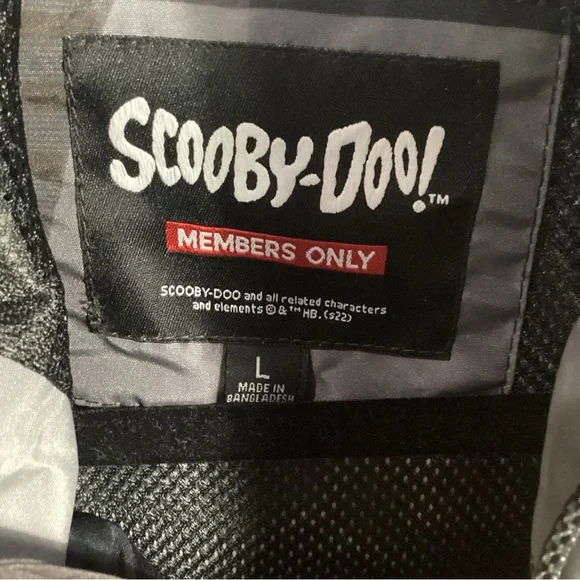 SCOOBY-DOO!™
MEMBERS ONLY
SCOOBY-DOO and all related characters
and elements © & ™ HB. (s22)
L
MADE IN
BANGLADESH